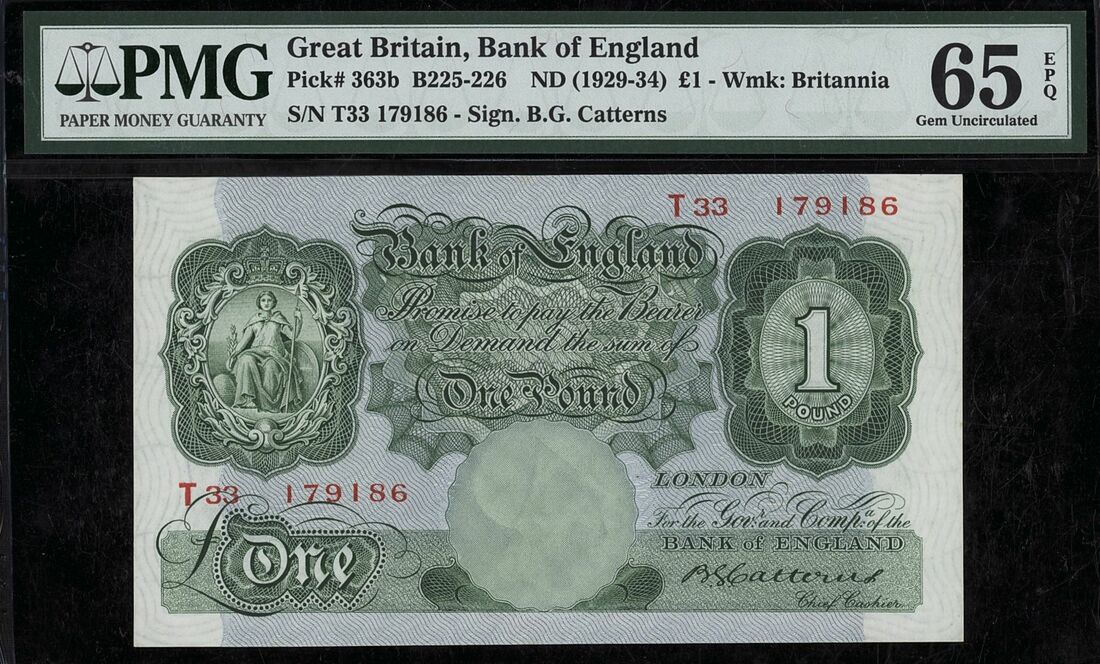 PMG
PAPER MONEY GUARANTY
Great Britain, Bank of England
Pick# 363b B225-226 ND (1929-34) £1 - Wmk: Britannia
S/N T33 179186 - Sign. B.G. Catterns
65 EPQ
Gem Uncirculated
T33 179186
Bank of England
Promise to pay the Bearer
on Demand the sum of
One Pound
1
POUND
T33 179186
£One
LONDON
For the Govr. and Compa. of the
BANK of ENGLAND
B G Catterns
Chief Cashier